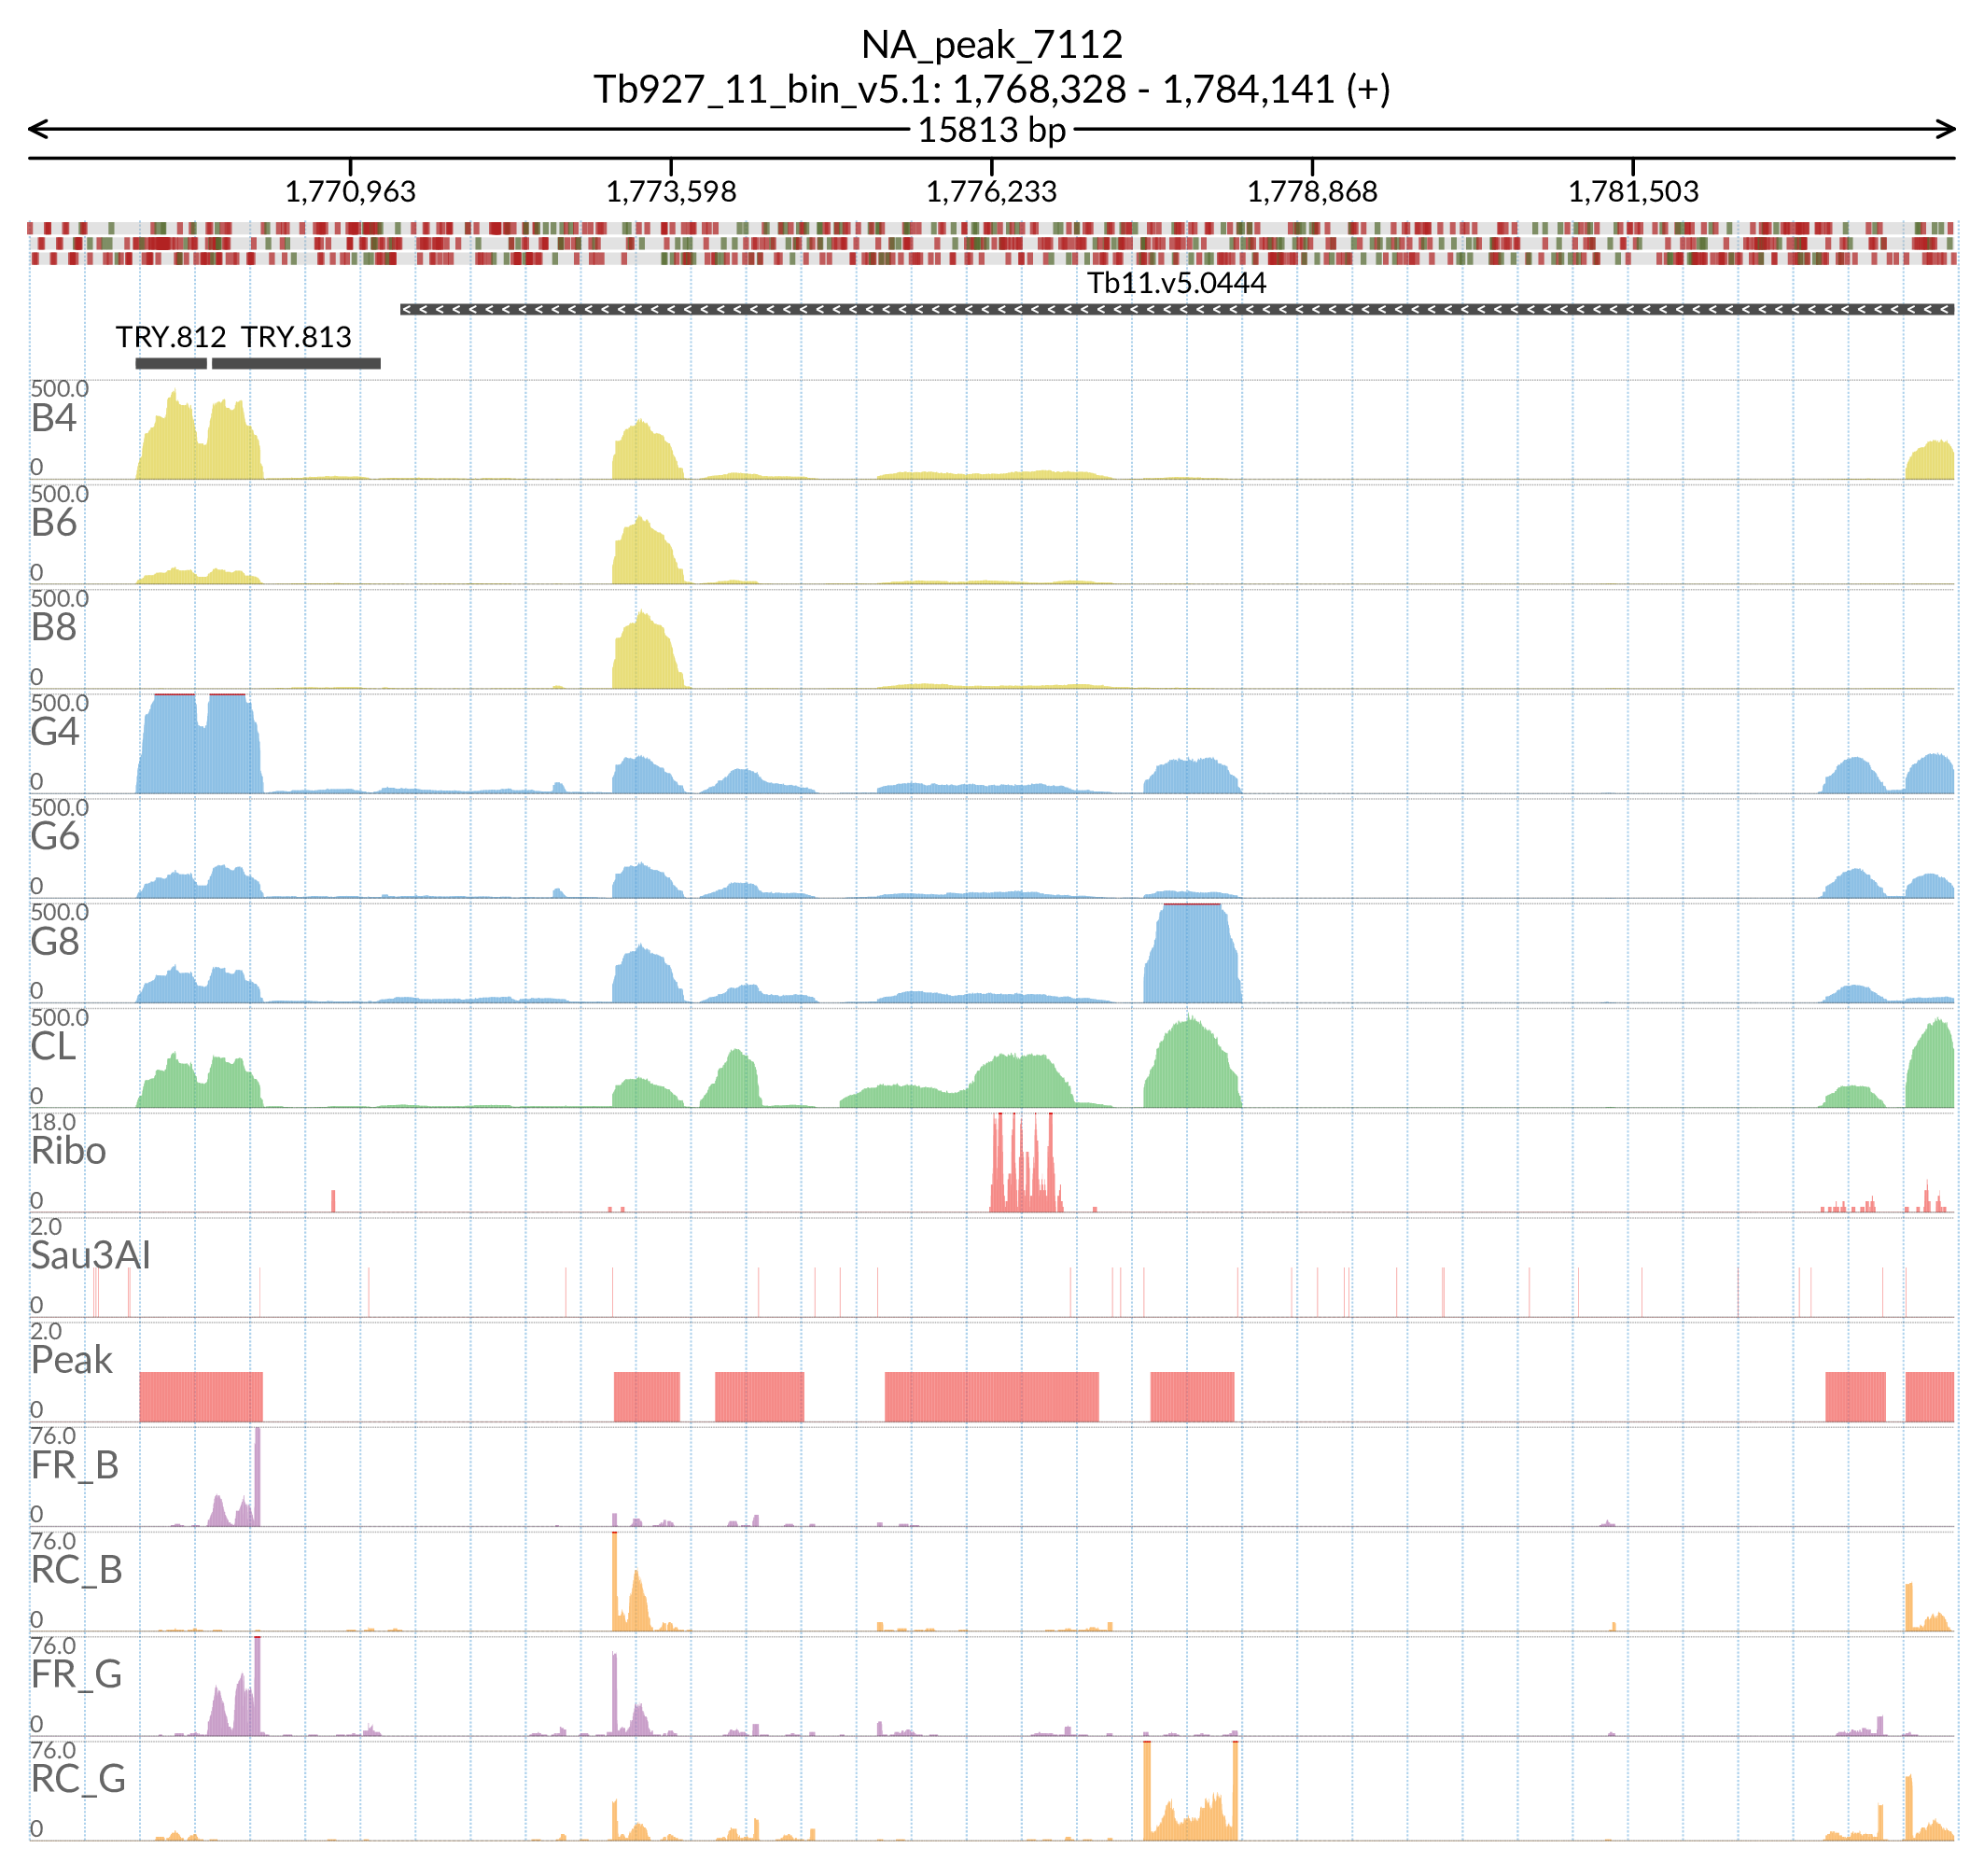 NA_peak_7112
Tb927_11_bin_v5.1: 1,768,328 - 1,784,141 (+)
15813 bp
1,770,963 1,773,598 1,776,233 1,778,868 1,781,503
Tb11.v5.0444
TRY.812 TRY.813
500.0
B4
0
500.0
B6
0
500.0
B8
0
500.0
G4
0
500.0
G6
0
500.0
G8
0
500.0
CL
0
18.0
Ribo
0
2.0
Sau3AI
0
2.0
Peak
0
76.0
FR_B
0
76.0
RC_B
0
76.0
FR_G
0
76.0
RC_G
0